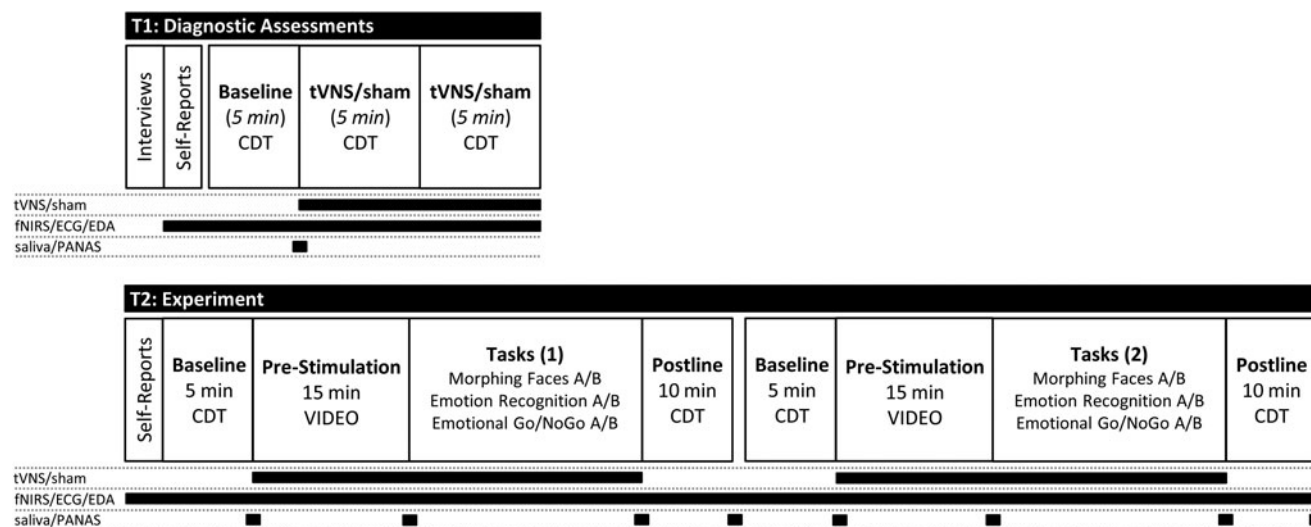 T1: Diagnostic Assessments
Interviews
Self-Reports
Baseline
(5 min)
CDT
tVNS/sham
(5 min)
CDT
tVNS/sham
(5 min)
CDT
tVNS/sham
fNIRS/ECG/EDA
saliva/PANAS
T2: Experiment
Self-Reports
Baseline
5 min
CDT
Pre-Stimulation
15 min
VIDEO
Tasks (1)
Morphing Faces A/B
Emotion Recognition A/B
Emotional Go/NoGo A/B
Postline
10 min
CDT
Baseline
5 min
CDT
Pre-Stimulation
15 min
VIDEO
Tasks (2)
Morphing Faces A/B
Emotion Recognition A/B
Emotional Go/NoGo A/B
Postline
10 min
CDT
tVNS/sham
fNIRS/ECG/EDA
saliva/PANAS